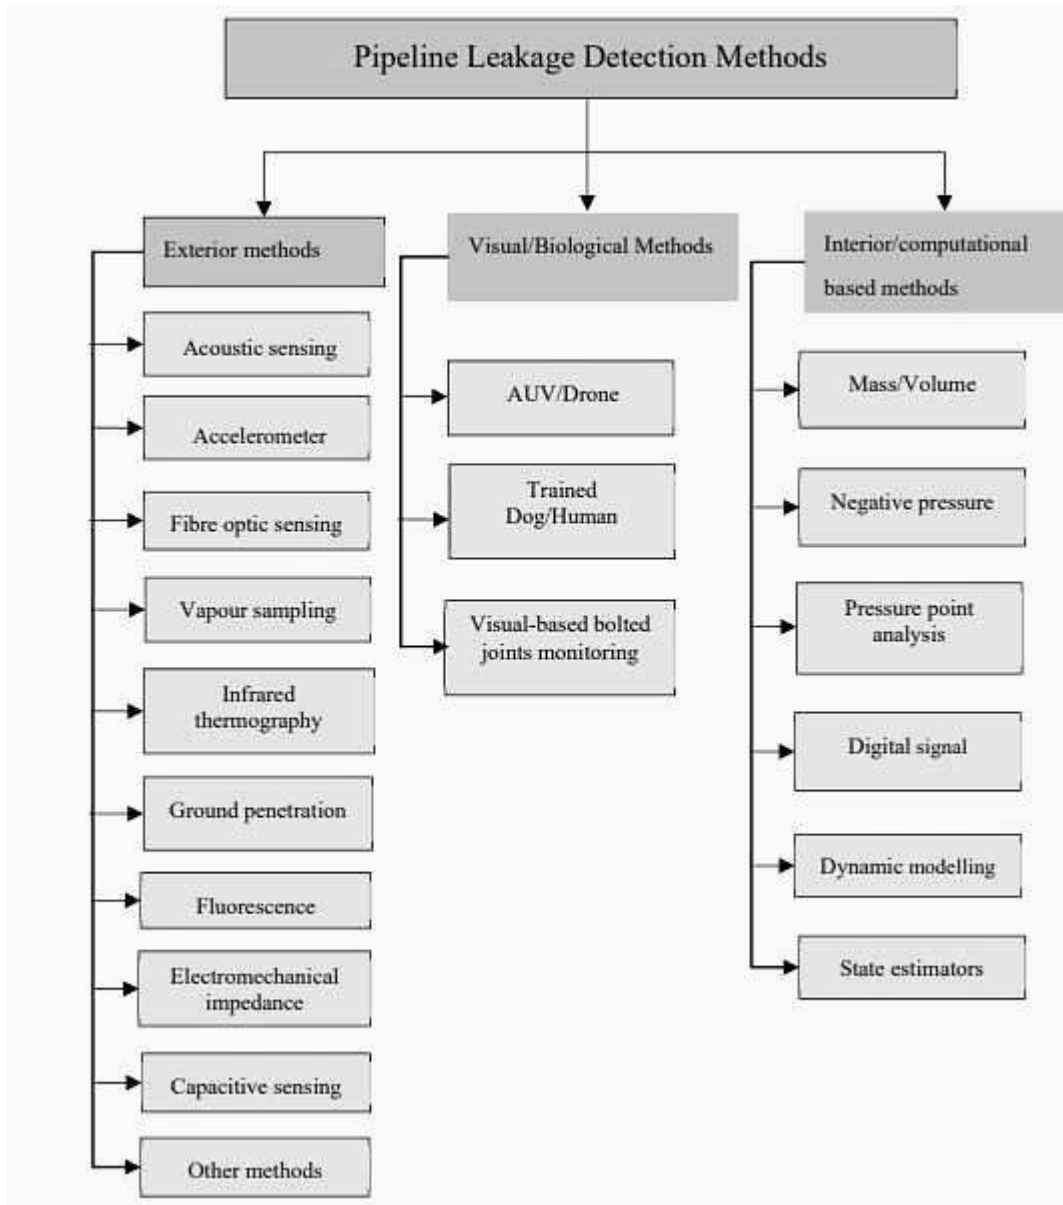 Pipeline Leakage Detection Methods
Exterior methods
Acoustic sensing
Accelerometer
Fibre optic sensing
Vapour sampling
Infrared
thermography
Ground penetration
Fluorescence
Electromechanical
impedance
Capacitive sensing
Other methods
Visual/Biological Methods
AUV/Drone
Trained
Dog/Human
Visual-based bolted
joints monitoring
Interior/computational
based methods
Mass/Volume
Negative pressure
Pressure point
analysis
Digital signal
Dynamic modelling
State estimators